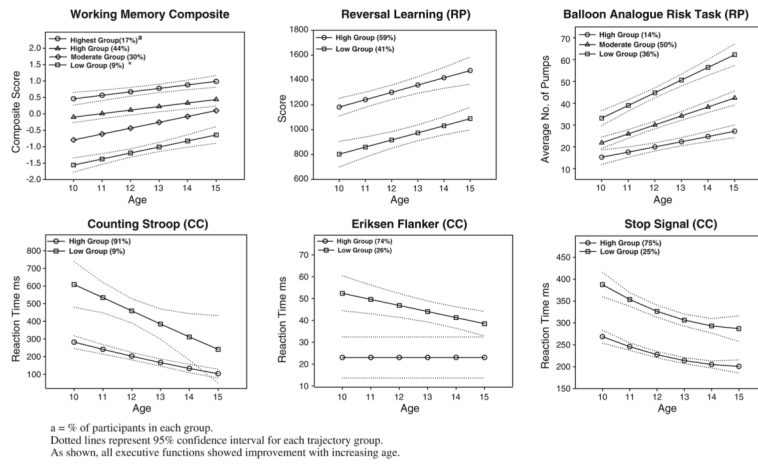 Working Memory Composite
Highest Group(17%)a
High Group (44%)
Moderate Group (30%)
Low Group (9%) a
Composite Score
2.0
1.5
1.0
0.5
0.0
-0.5
-1.0
-1.5
-2.0
10 11 12 13 14 15
Age
Reversal Learning (RP)
High Group (59%)
Low Group (41%)
Score
1800
1600
1400
1200
1000
800
600
10 11 12 13 14 15
Age
Balloon Analogue Risk Task (RP)
High Group (14%)
Moderate Group (50%)
Low Group (36%)
Average No. of Pumps
70
60
50
40
30
20
10
10 11 12 13 14 15
Age
Counting Stroop (CC)
High Group (91%)
Low Group (9%)
Reaction Time ms
800
700
600
500
400
300
200
100
10 11 12 13 14 15
Age
Eriksen Flanker (CC)
High Group (74%)
Low Group (26%)
Reaction Time ms
70
60
50
40
30
20
10
10 11 12 13 14 15
Age
Stop Signal (CC)
High Group (75%)
Low Group (25%)
Reaction Time ms
450
400
350
300
250
200
150
10 11 12 13 14 15
Age
a = % of participants in each group.
Dotted lines represent 95% confidence interval for each trajectory group.
As shown, all executive functions showed improvement with increasing age.